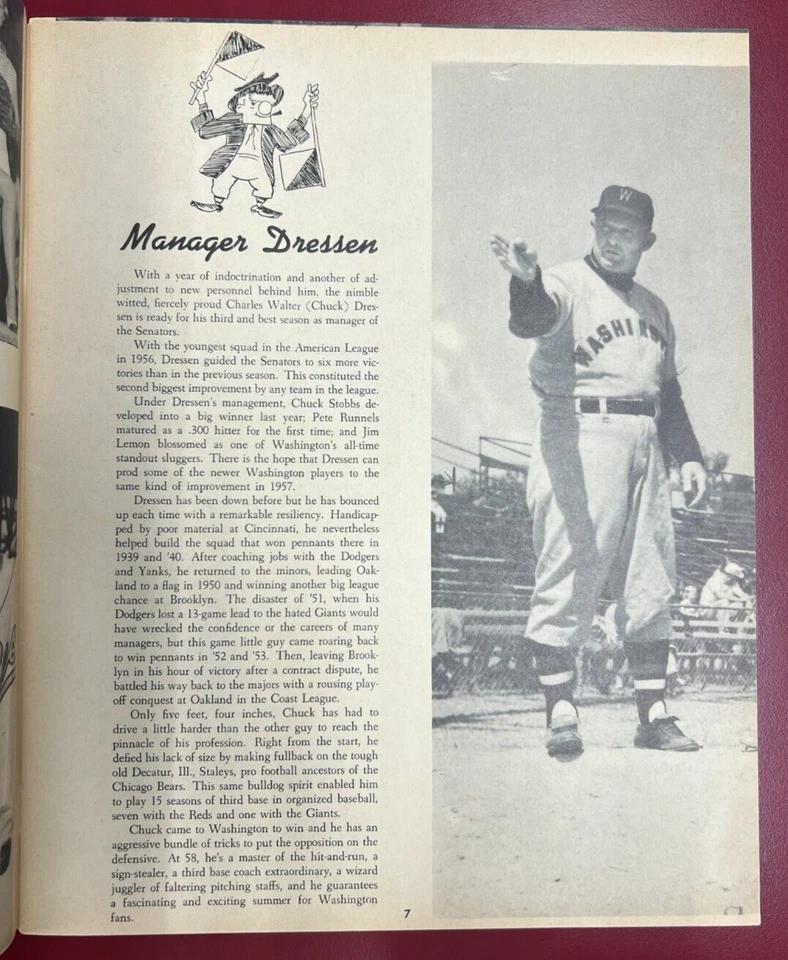 Manager Dressen
With a year of indoctrination and another of ad-
justment to new personnel behind him, the nimble
witted, fiercely proud Charles Walter (Chuck) Dres-
sen is ready for his third and best season as manager of
the Senators.
With the youngest squad in the American League
in 1956, Dressen guided the Senators to six more vic-
tories than in the previous season. This constituted the
second biggest improvement by any team in the league.
Under Dressen's management, Chuck Stobbs de-
veloped into a big winner last year; Pete Runnels
matured as a .300 hitter for the first time; and Jim
Lemon blossomed as one of Washington's all-time
standout sluggers. There is the hope that Dressen can
prod some of the newer Washington players to the
same kind of improvement in 1957.
Dressen has been down before but he has bounced
up each time with a remarkable resiliency. Handicap-
ped by poor material at Cincinnati, he nevertheless
helped build the squad that won pennants there in
1939 and '40. After coaching jobs with the Dodgers
and Yanks, he returned to the minors, leading Oak-
land to a flag in 1950 and winning another big league
chance at Brooklyn. The disaster of '51, when his
Dodgers lost a 13-game lead to the hated Giants would
have wrecked the confidence or the careers of many
managers, but this game little guy came roaring back
to win pennants in '52 and '53. Then, leaving Brook-
lyn in his hour of victory after a contract dispute, he
battled his way back to the majors with a rousing play-
off conquest at Oakland in the Coast League.
Only five feet, four inches, Chuck has had to
drive a little harder than the other guy to reach the
pinnacle of his profession. Right from the start, he
defied his lack of size by making fullback on the tough
old Decatur, Ill., Staleys, pro football ancestors of the
Chicago Bears. This same bulldog spirit enabled him
to play 15 seasons of third base in organized baseball,
seven with the Reds and one with the Giants.
Chuck came to Washington to win and he has an
aggressive bundle of tricks to put the opposition on the
defensive. At 58, he's a master of the hit-and-run, a
sign-stealer, a third base coach extraordinary, a wizard
juggler of faltering pitching staffs, and he guarantees
a fascinating and exciting summer for Washington
fans.
7
W